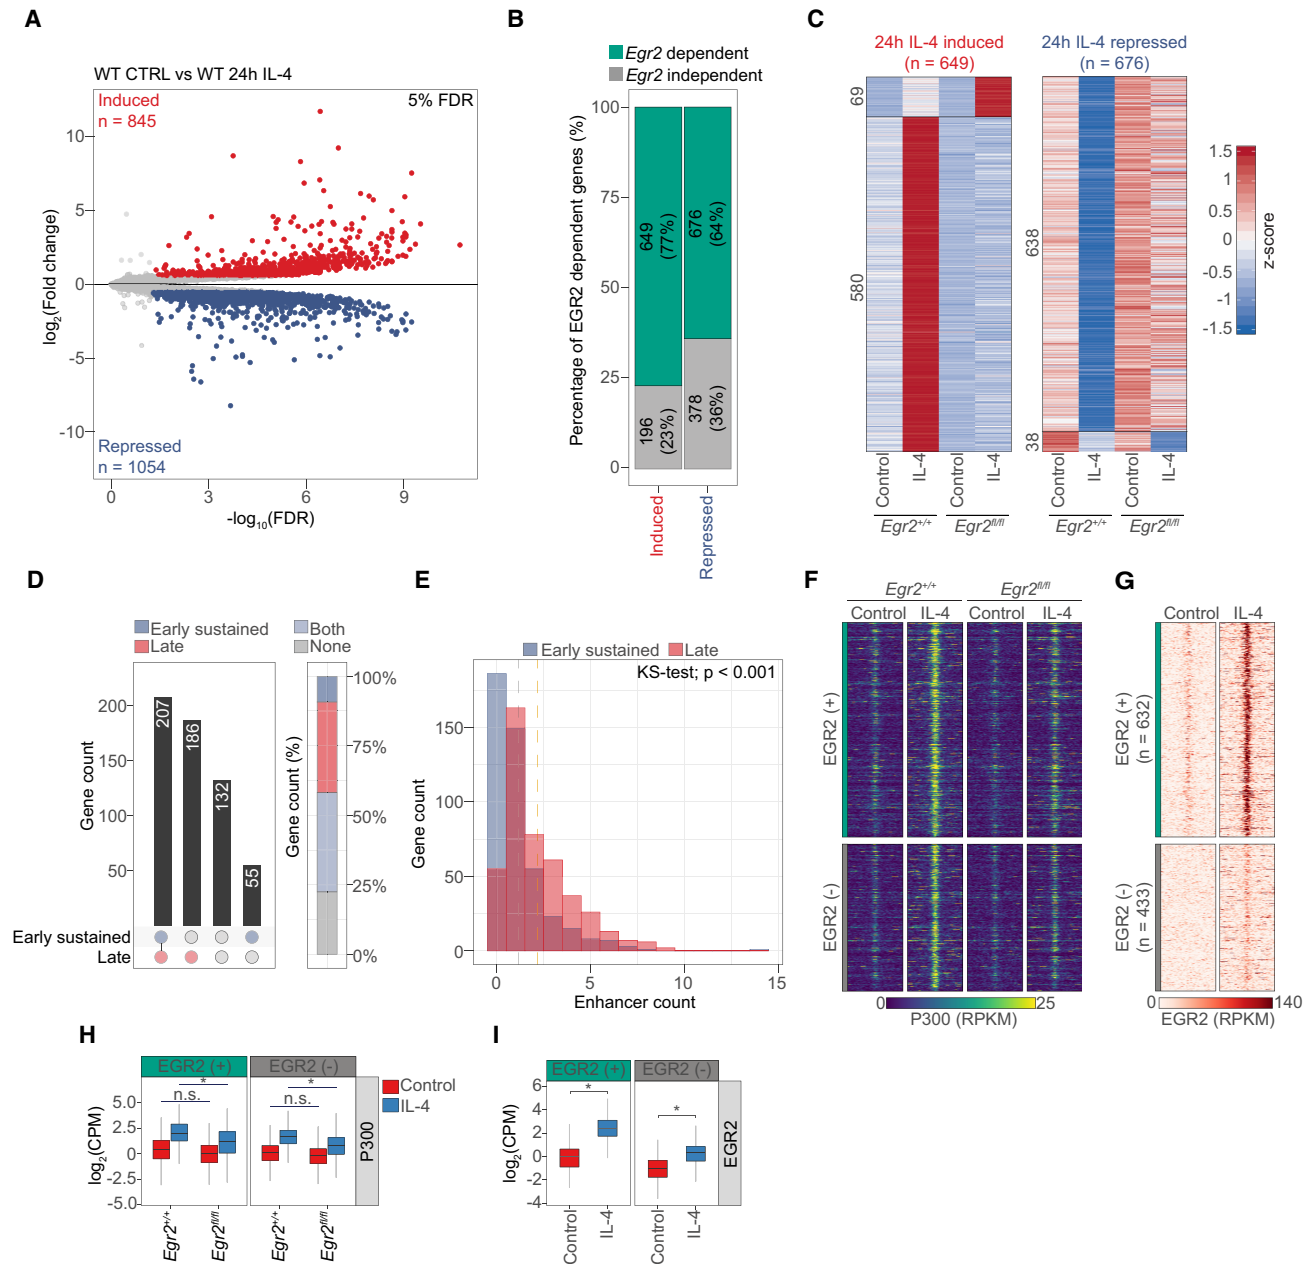 A
WT CTRL vs WT 24h IL-4
Induced
n = 845
5% FDR
10
5
0
-5
-10
log2(Fold change)
Repressed
n = 1054
0 3 6 9
-log10(FDR)
B
Egr2 dependent
Egr2 independent
Percentage of EGR2 dependent genes (%)
100
75
50
25
0
649
(77%)
676
(64%)
196
(23%)
378
(36%)
Induced
Repressed
C
24h IL-4 induced
(n = 649)
24h IL-4 repressed
(n = 676)
69
580
638
38
Control
IL-4
Control
IL-4
Control
IL-4
Control
IL-4
Egr2+/+
Egr2fl/fl
Egr2+/+
Egr2fl/fl
1.5
1
0.5
0
-0.5
-1
-1.5
z-score
D
Early sustained
Late
Both
None
Gene count
200
150
100
50
207
186
132
55
Early sustained
Late
Gene count (%)
100%
75%
50%
25%
0%
E
Early sustained
Late
KS-test; p < 0.001
Gene count
150
100
50
0
0 5 10 15
Enhancer count
F
Egr2+/+
Egr2fl/fl
Control IL-4 Control IL-4
EGR2 (+)
EGR2 (-)
0 25
P300 (RPKM)
G
Control IL-4
EGR2 (+)
(n = 632)
EGR2 (-)
(n = 433)
0 140
EGR2 (RPKM)
H
EGR2 (+)
EGR2 (-)
Control
IL-4
n.s.
*
n.s.
*
log2(CPM)
5.0
2.5
0
-2.5
-5.0
P300
Egr2+/+
Egr2fl/fl
Egr2+/+
Egr2fl/fl
I
EGR2 (+)
EGR2 (-)
*
*
log2(CPM)
6
4
2
0
-2
-4
EGR2
Control
IL-4
Control
IL-4